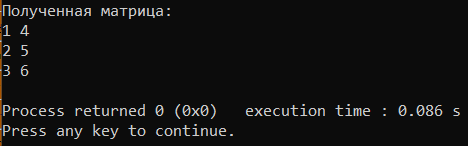 Полученная матрица:
1 4
2 5
3 6
Process returned 0 (0x0)   execution time : 0.086 s
Press any key to continue.